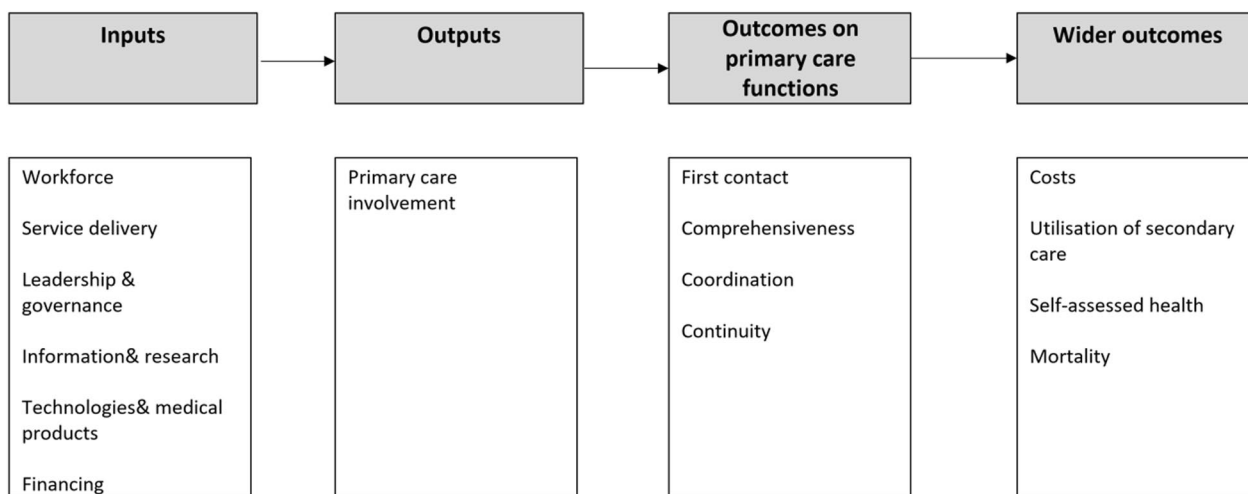 Inputs
Outputs
Outcomes on
primary care
functions
Wider outcomes
Workforce
Service delivery
Leadership &
governance
Information& research
Technologies& medical
products
Financing
Primary care
involvement
First contact
Comprehensiveness
Coordination
Continuity
Costs
Utilisation of secondary
care
Self-assessed health
Mortality